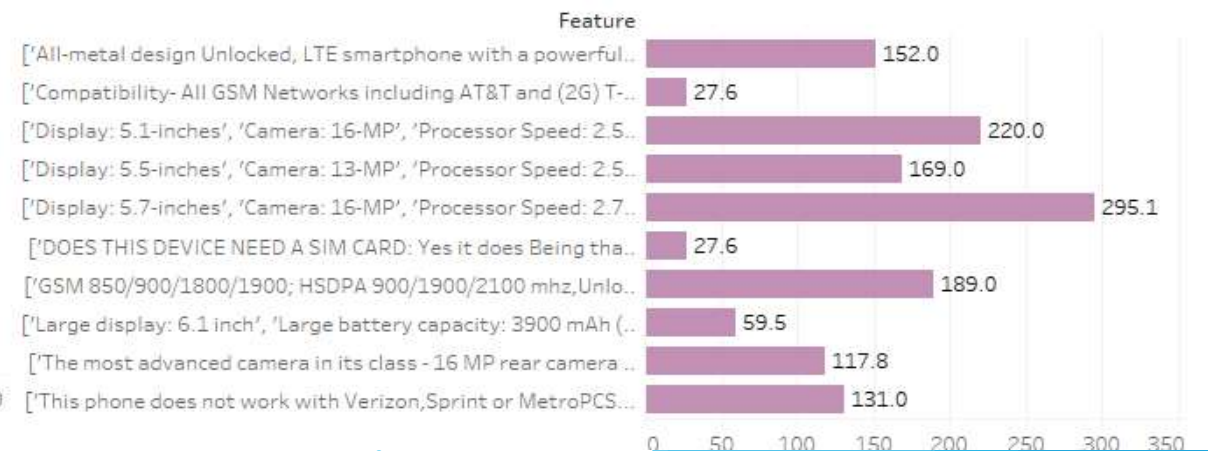 Feature
['All-metal design Unlocked, LTE smartphone with a powerful.. 152.0
['Compatibility- All GSM Networks including AT&T and (2G) T-.. 27.6
['Display: 5.1-inches', 'Camera: 16-MP', 'Processor Speed: 2.5.. 220.0
['Display: 5.5-inches', 'Camera: 13-MP', 'Processor Speed: 2.5.. 169.0
['Display: 5.7-inches', 'Camera: 16-MP', 'Processor Speed: 2.7.. 295.1
['DOES THIS DEVICE NEED A SIM CARD: Yes it does Being tha.. 27.6
['GSM 850/900/1800/1900; HSDPA 900/1900/2100 mhz,Unlo.. 189.0
['Large display: 6.1 inch', 'Large battery capacity: 3900 mAh (.. 59.5
['The most advanced camera in its class - 16 MP rear camera .. 117.8
['This phone does not work with Verizon,Sprint or MetroPCS... 131.0
0 50 100 150 200 250 300 350